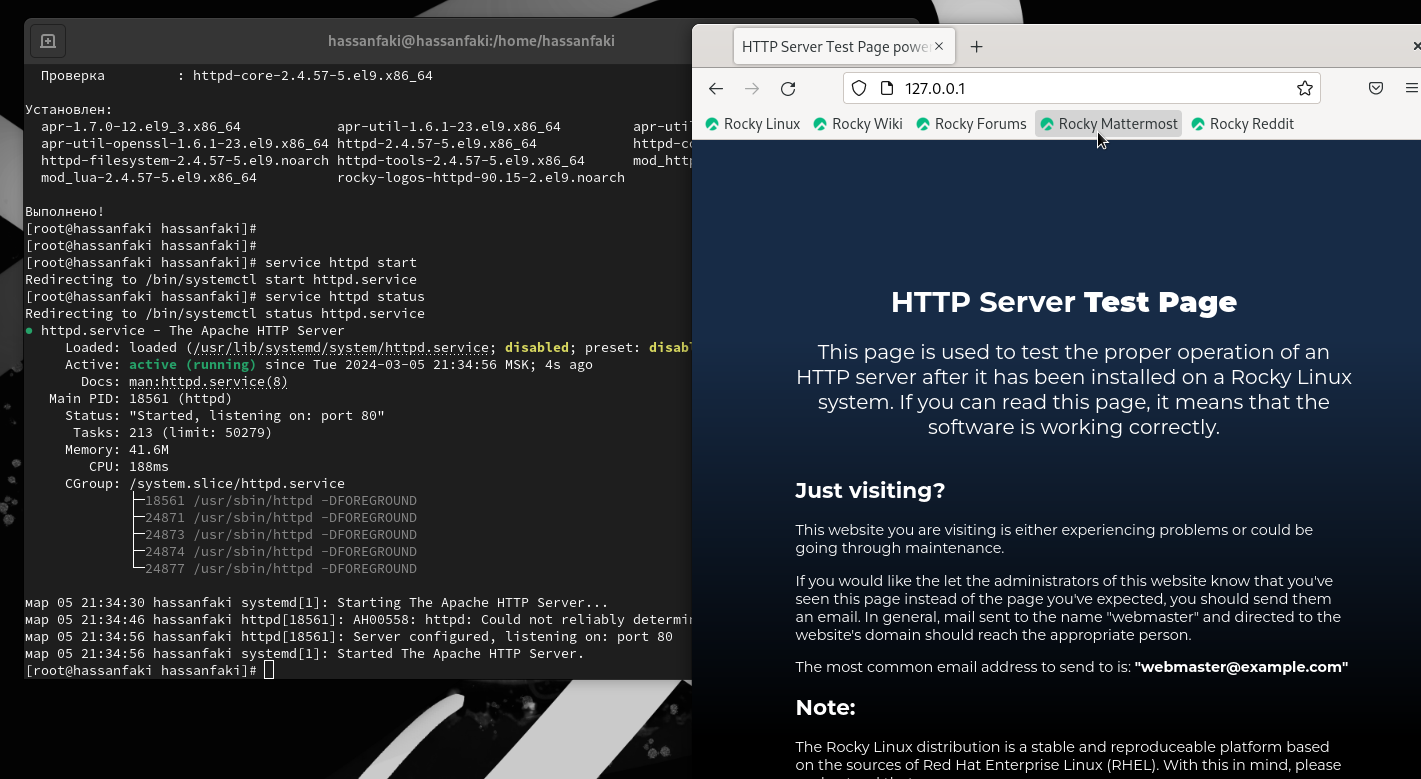 hassanfaki@hassanfaki:/home/hassanfaki
Проверка : httpd-core-2.4.57-5.el9.x86_64
Установлен:
apr-1.7.0-12.el9_3.x86_64 apr-util-1.6.1-23.el9.x86_64 apr-util
apr-util-openssl-1.6.1-23.el9.x86_64 httpd-2.4.57-5.el9.x86_64 httpd-co
httpd-filesystem-2.4.57-5.el9.noarch httpd-tools-2.4.57-5.el9.x86_64 mod_http
mod_lua-2.4.57-5.el9.x86_64 rocky-logos-httpd-90.15-2.el9.noarch
Выполнено!
[root@hassanfaki hassanfaki]#
[root@hassanfaki hassanfaki]#
[root@hassanfaki hassanfaki]# service httpd start
Redirecting to /bin/systemctl start httpd.service
[root@hassanfaki hassanfaki]# service httpd status
Redirecting to /bin/systemctl status httpd.service
● httpd.service - The Apache HTTP Server
Loaded: loaded (/usr/lib/systemd/system/httpd.service; disabled; preset: disabl
Active: active (running) since Tue 2024-03-05 21:34:56 MSK; 4s ago
Docs: man:httpd.service(8)
Main PID: 18561 (httpd)
Status: "Started, listening on: port 80"
Tasks: 213 (limit: 50279)
Memory: 41.6M
CPU: 188ms
CGroup: /system.slice/httpd.service
├─18561 /usr/sbin/httpd -DFOREGROUND
├─24871 /usr/sbin/httpd -DFOREGROUND
├─24873 /usr/sbin/httpd -DFOREGROUND
├─24874 /usr/sbin/httpd -DFOREGROUND
└─24877 /usr/sbin/httpd -DFOREGROUND
мар 05 21:34:30 hassanfaki systemd[1]: Starting The Apache HTTP Server...
мар 05 21:34:46 hassanfaki httpd[18561]: AH00558: httpd: Could not reliably determin
мар 05 21:34:56 hassanfaki httpd[18561]: Server configured, listening on: port 80
мар 05 21:34:56 hassanfaki systemd[1]: Started The Apache HTTP Server.
[root@hassanfaki hassanfaki]#
HTTP Server Test Page powe
127.0.0.1
Rocky Linux Rocky Wiki Rocky Forums Rocky Mattermost Rocky Reddit
HTTP Server Test Page
This page is used to test the proper operation of an
HTTP server after it has been installed on a Rocky Linux
system. If you can read this page, it means that the
software is working correctly.
Just visiting?
This website you are visiting is either experiencing problems or could be
going through maintenance.
If you would like the let the administrators of this website know that you've
seen this page instead of the page you've expected, you should send them
an email. In general, mail sent to the name "webmaster" and directed to the
website's domain should reach the appropriate person.
The most common email address to send to is: "webmaster@example.com"
Note:
The Rocky Linux distribution is a stable and reproduceable platform based
on the sources of Red Hat Enterprise Linux (RHEL). With this in mind, please